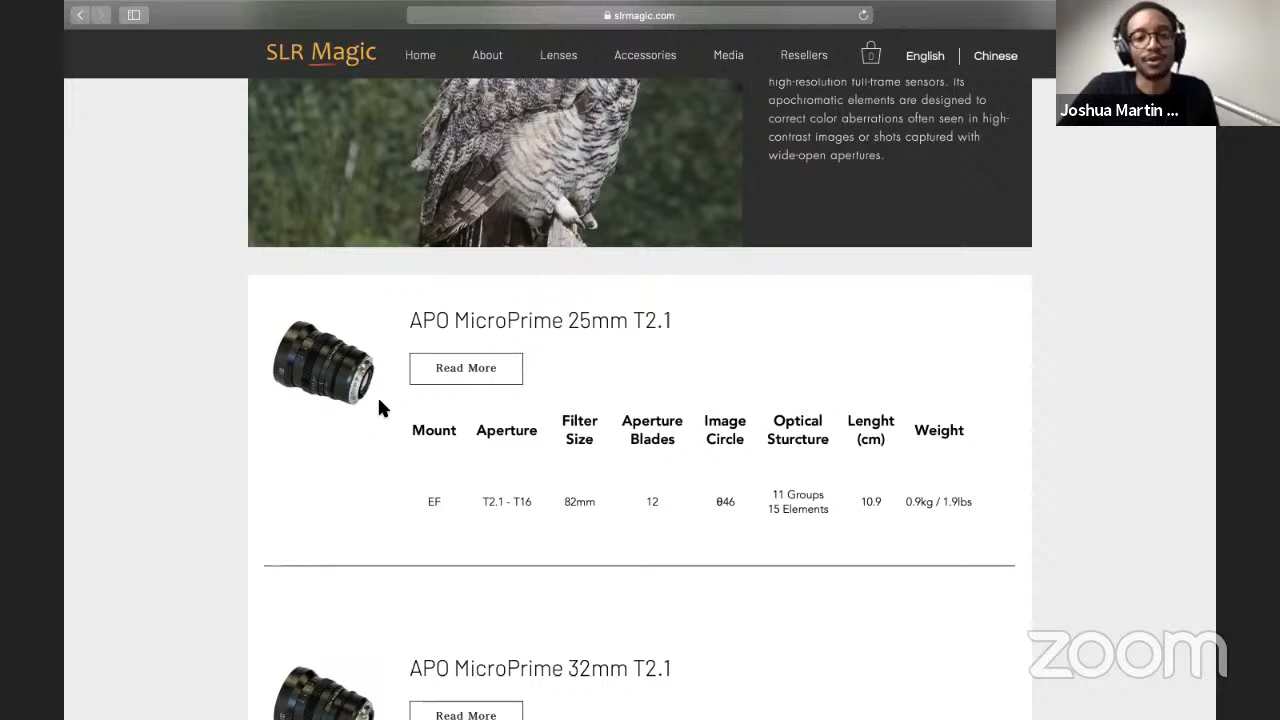 slrmagic.com
SLR Magic
Home
About
Lenses
Accessories
Media
Resellers
0
English
Chinese
Joshua Martin ...
high-resolution full-frame sensors. Its
apochromatic elements are designed to
correct color aberrations often seen in high-
contrast images or shots captured with
wide-open apertures.
APO MicroPrime 25mm T2.1
Read More
Mount
Aperture
Filter
Size
Aperture
Blades
Image
Circle
Optical
Sturcture
Lenght
(cm)
Weight
EF
T2.1 - T16
82mm
12
θ46
11 Groups
15 Elements
10.9
0.9kg / 1.9lbs
APO MicroPrime 32mm T2.1
Read More
zoom